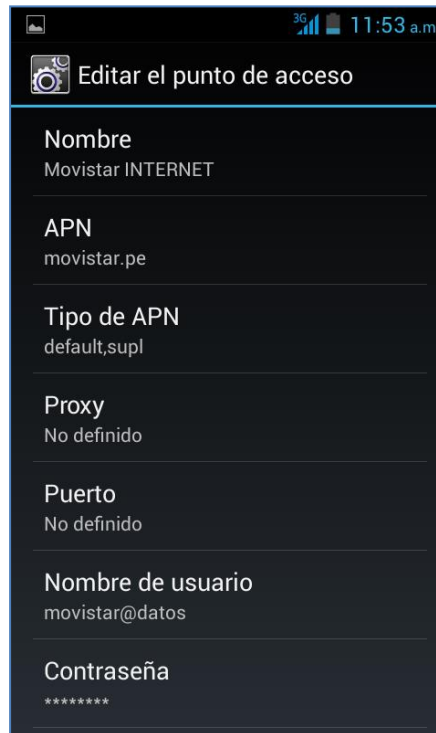 3G 11:53 a.m
Editar el punto de acceso
Nombre
Movistar INTERNET
APN
movistar.pe
Tipo de APN
default,supl
Proxy
No definido
Puerto
No definido
Nombre de usuario
movistar@datos
Contraseña
********